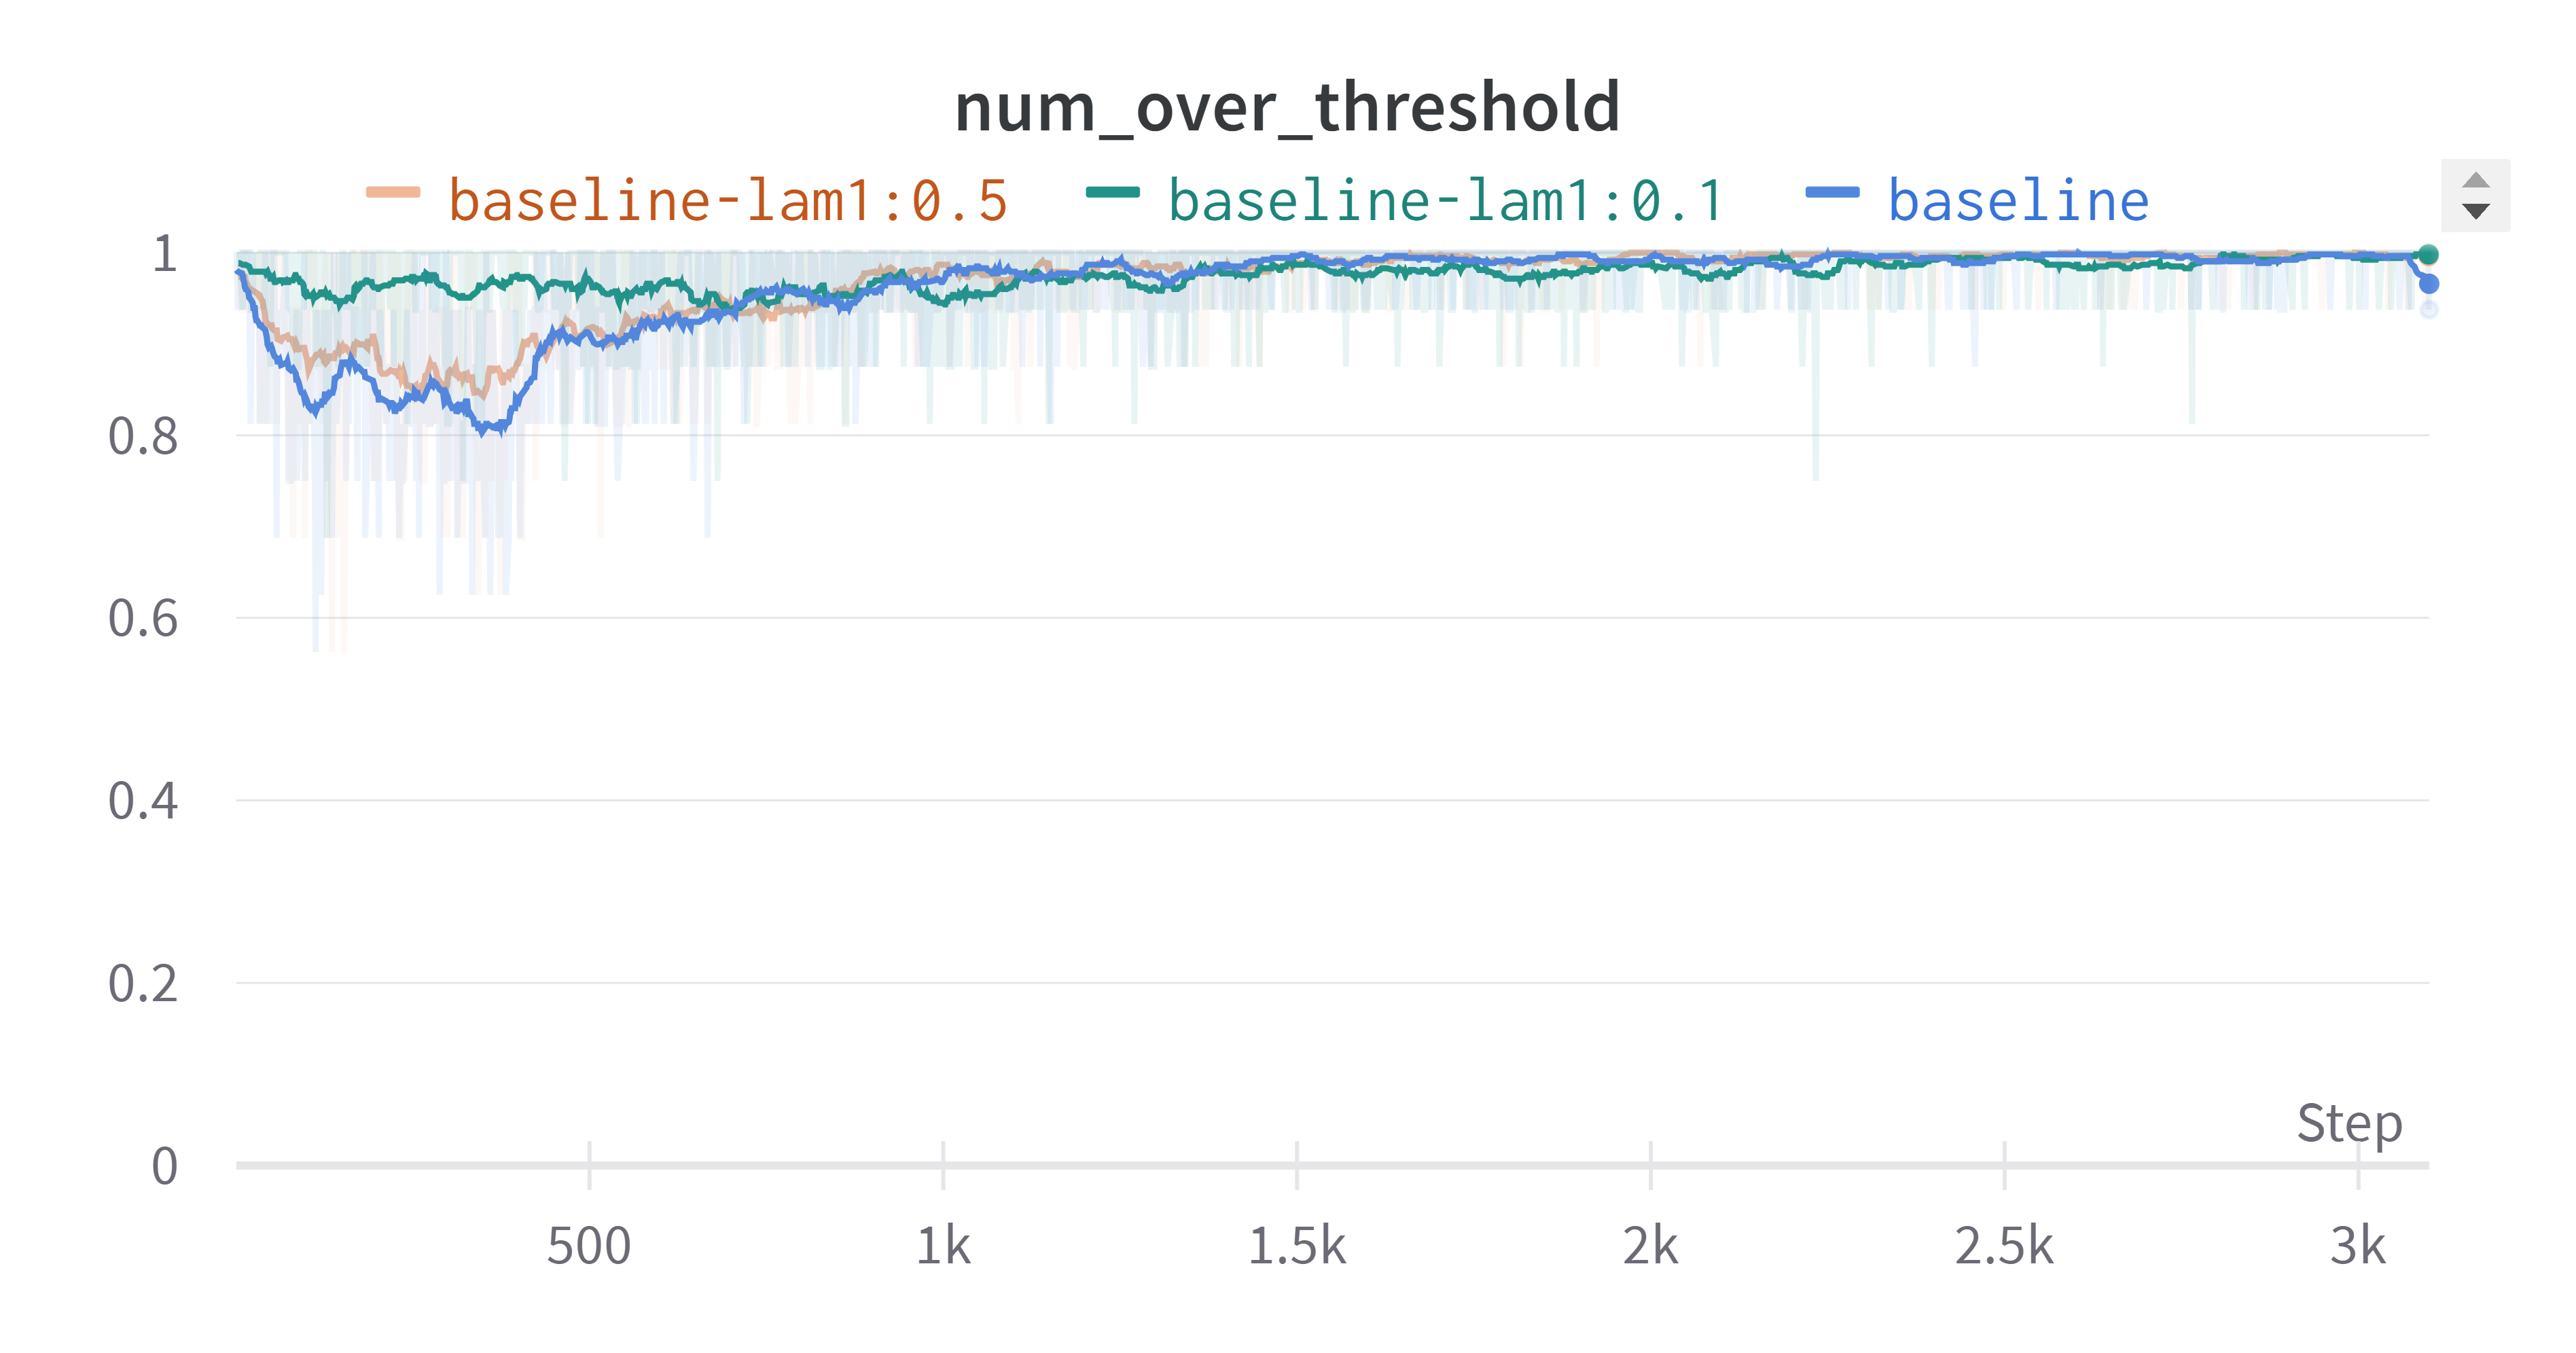 num_over_threshold
baseline-lam1:0.5 baseline-lam1:0.1 baseline
1
0.8
0.6
0.4
0.2
Step
0
500 1k 1.5k 2k 2.5k 3k